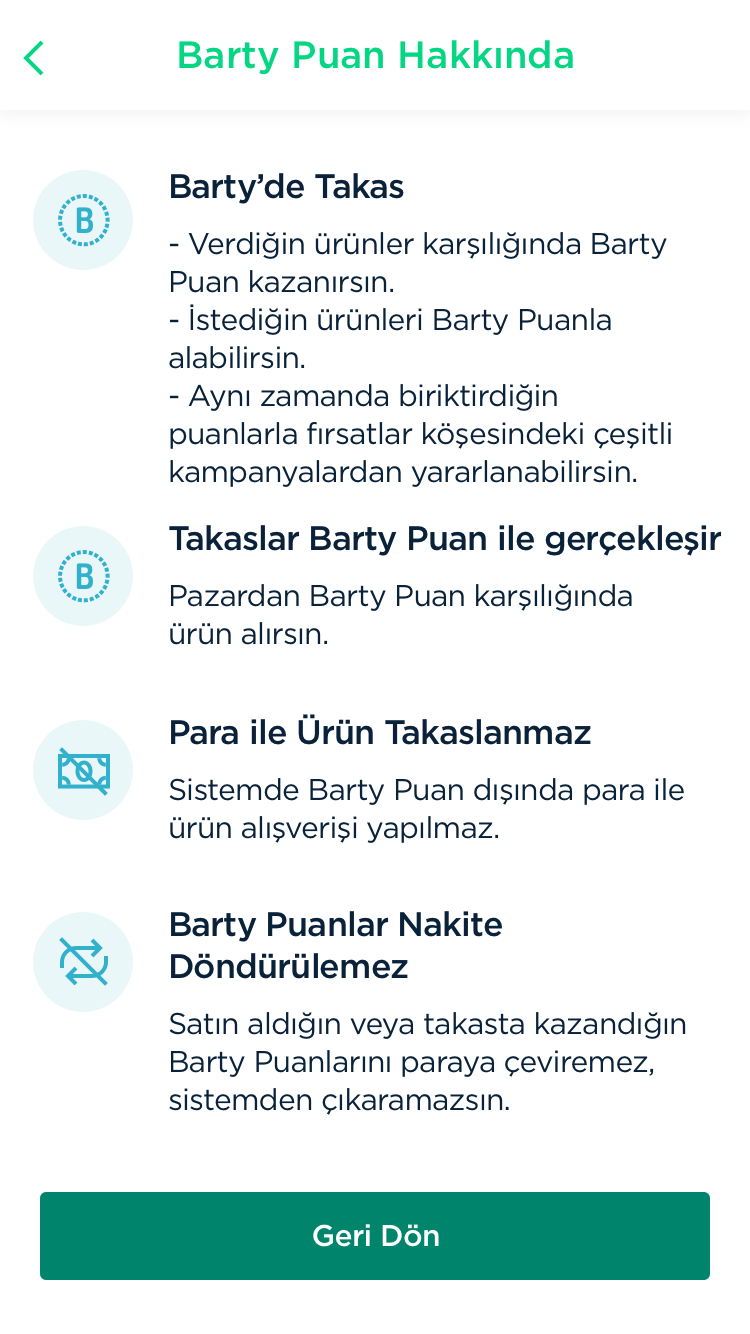 Barty Puan Hakkında
B
Barty’de Takas
- Verdiğin ürünler karşılığında Barty
Puan kazanırsın.
- İstediğin ürünleri Barty Puanla
alabilirsin.
- Aynı zamanda biriktirdiğin
puanlarla fırsatlar köşesindeki çeşitli
kampanyalardan yararlanabilirsin.
B
Takaslar Barty Puan ile gerçekleşir
Pazardan Barty Puan karşılığında
ürün alırsın.
Para ile Ürün Takaslanmaz
Sistemde Barty Puan dışında para ile
ürün alışverişi yapılmaz.
Barty Puanlar Nakite
Döndürülemez
Satın aldığın veya takasta kazandığın
Barty Puanlarını paraya çeviremez,
sistemden çıkaramazsın.
Geri Dön